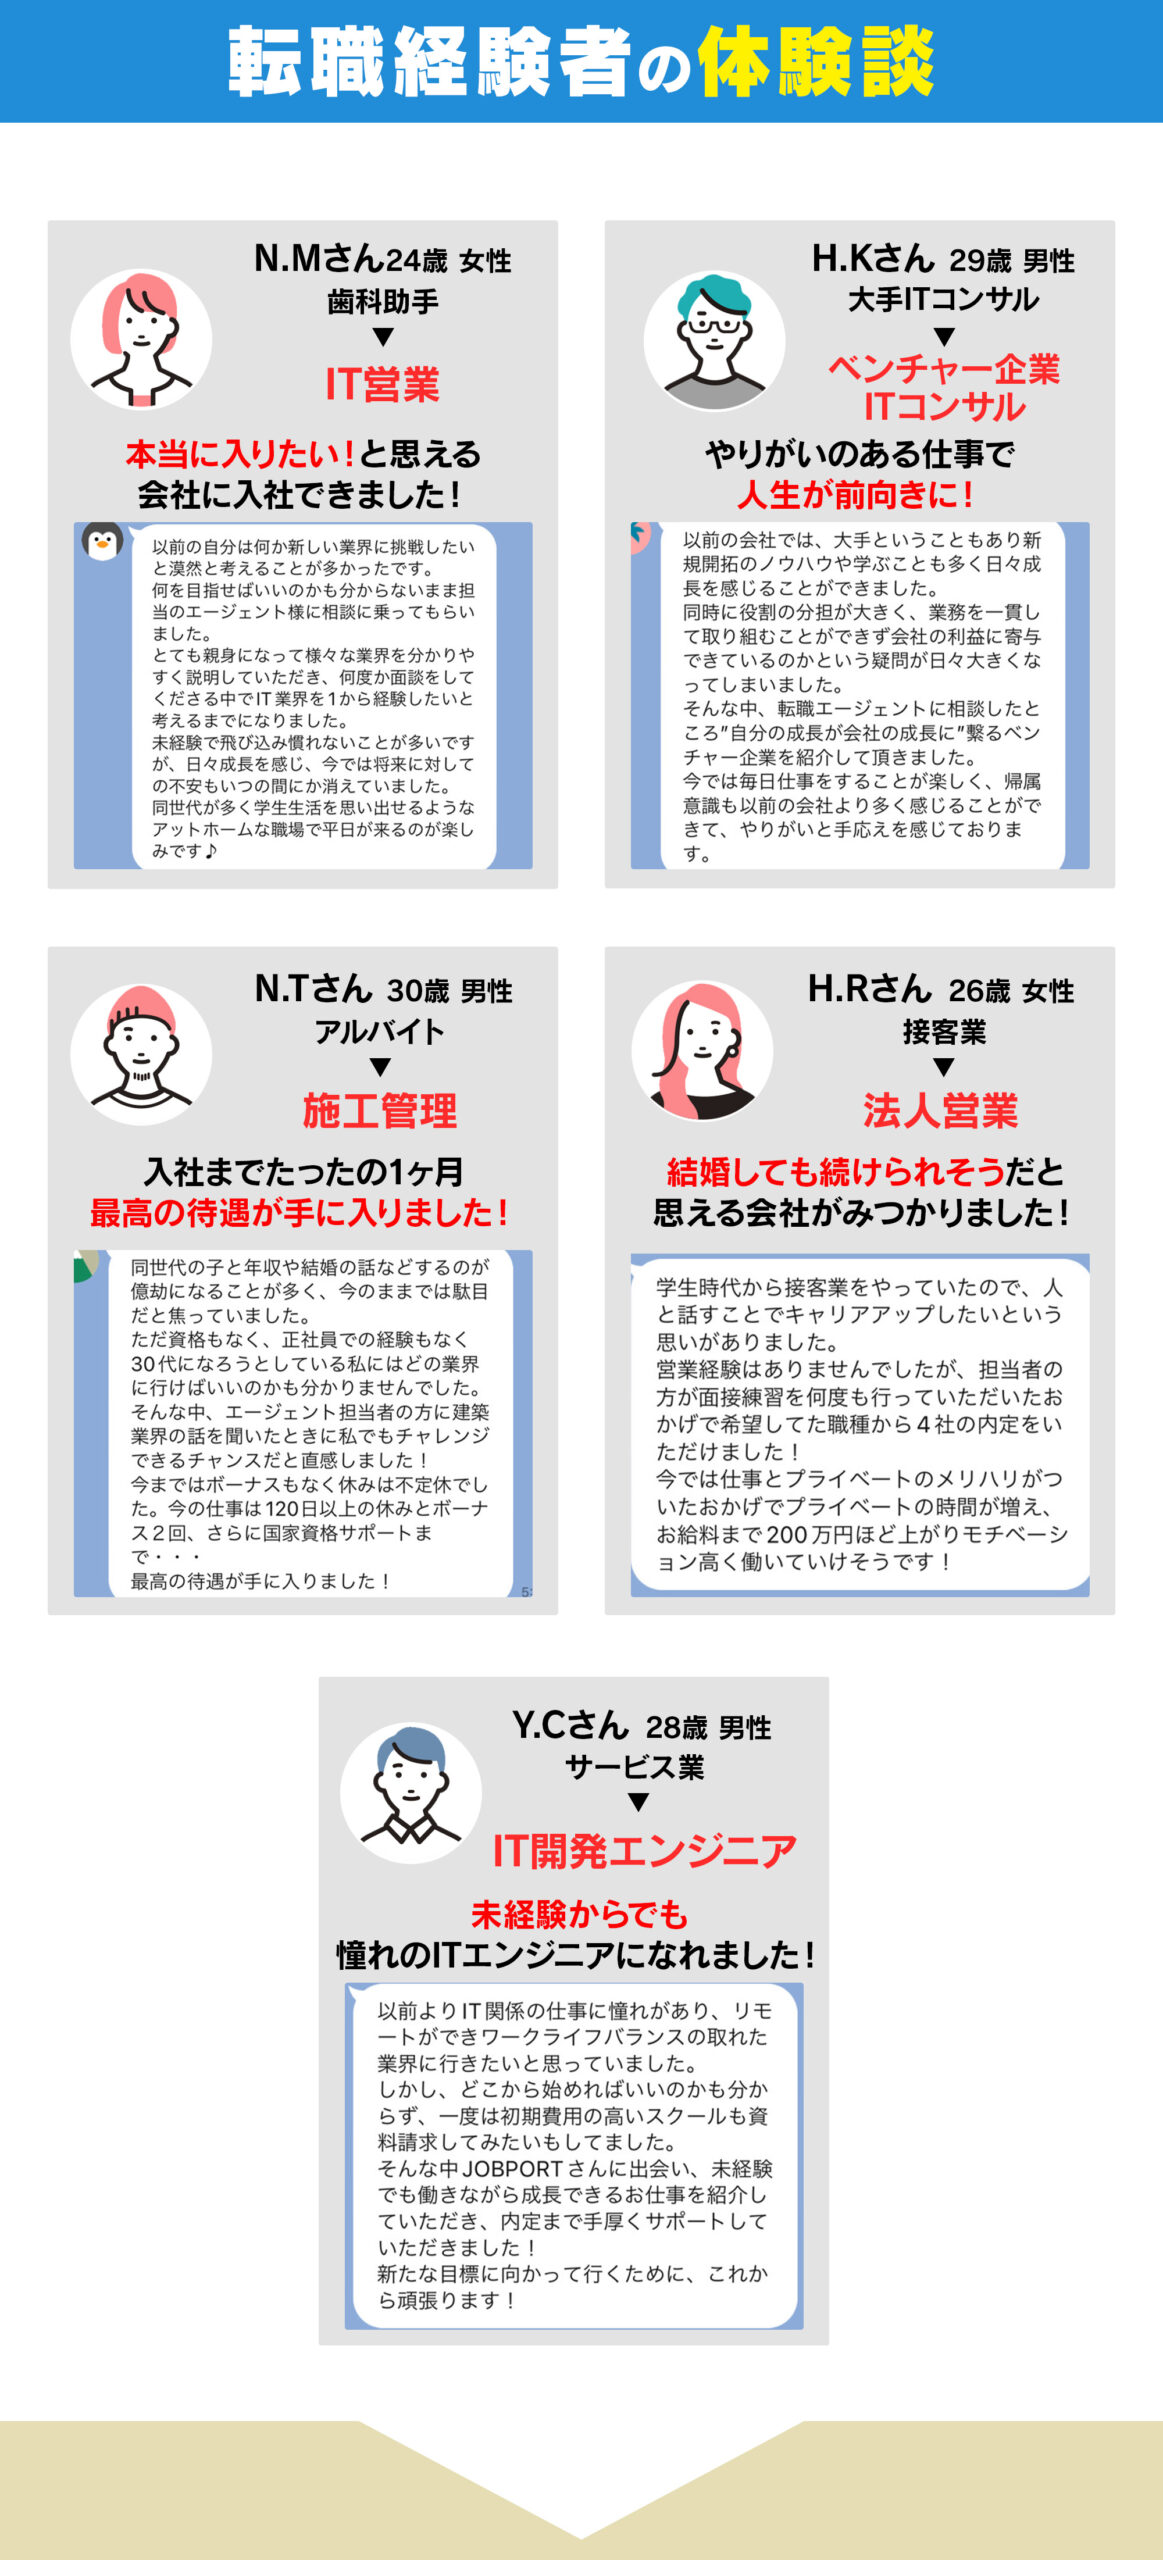 転職経験者の体験談
N.Mさん24歳 女性
歯科助手
▼
IT営業
本当に入りたい！と思える
会社に入社できました！
以前の自分は何か新しい業界に挑戦したい
と漠然と考えることが多かったです。
何を目指せばいいのかも分からないまま担
当のエージェント様に相談に乗ってもらい
ました。
とても親身になって様々な業界を分かりや
すく説明していただき、何度か面談をして
くださる中でIT業界を1から経験したいと
考えるまでになりました。
未経験で飛び込み慣れないことが多いです
が、日々成長を感じ、今では将来に対して
の不安もいつの間にか消えていました。
同世代が多く学生生活を思い出せるような
アットホームな職場で平日が来るのが楽し
みです♪
H.Kさん 29歳 男性
大手ITコンサル
▼
ベンチャー企業
ITコンサル
やりがいのある仕事で
人生が前向きに！
以前の会社では、大手ということもあり新
規開拓のノウハウや学ぶことも多く日々成
長を感じることができました。
同時に役割の分担が大きく、業務を一貫し
て取り組むことができず会社の利益に寄与
できているのかという疑問が日々大きくな
ってしまいました。
そんな中、転職エージェントに相談したと
ころ”自分の成長が会社の成長に”繋るベン
チャー企業を紹介して頂きました。
今では毎日仕事をすることが楽しく、帰属
意識も以前の会社より多く感じることがで
きて、やりがいと手応えを感じておりま
す。
N.Tさん 30歳 男性
アルバイト
▼
施工管理
入社までたったの1ヶ月
最高の待遇が手に入りました！
同世代の子と年収や結婚の話などするのが
億劫になることが多く、今のままでは駄目
だと焦っていました。
ただ資格もなく、正社員での経験もなく
30代になろうとしている私にはどの業界
に行けばいいのかも分かりませんでした。
そんな中、エージェント担当者の方に建築
業界の話を聞いたときに私でもチャレンジ
できるチャンスだと直感しました！
今まではボーナスもなく休みは不定休でし
た。今の仕事は120日以上の休みとボーナ
ス２回、さらに国家資格サポートま
で・・・
最高の待遇が手に入りました！
H.Rさん 26歳 女性
接客業
▼
法人営業
結婚しても続けられそうだと
思える会社がみつかりました！
学生時代から接客業をやっていたので、人
と話すことでキャリアアップしたいという
思いがありました。
営業経験はありませんでしたが、担当者の
方が面接練習を何度も行っていただいたお
かげで希望してた職種から４社の内定をい
ただけました！
今では仕事とプライベートのメリハリがつ
いたおかげでプライベートの時間が増え、
お給料まで200万円ほど上がりモチベーシ
ョン高く働いていけそうです！
Y.Cさん 28歳 男性
サービス業
▼
IT開発エンジニア
未経験からでも
憧れのITエンジニアになれました！
以前よりIT関係の仕事に憧れがあり、リモ
ートができワークライフバランスの取れた
業界に行きたいと思っていました。
しかし、どこから始めればいいのかも分か
らず、一度は初期費用の高いスクールも資
料請求してみたいもしてました。
そんな中JOBPORTさんに出会い、未経験
でも働きながら成長できるお仕事を紹介し
ていただき、内定まで手厚くサポートして
いただきました！
新たな目標に向かって行くために、これか
ら頑張ります！